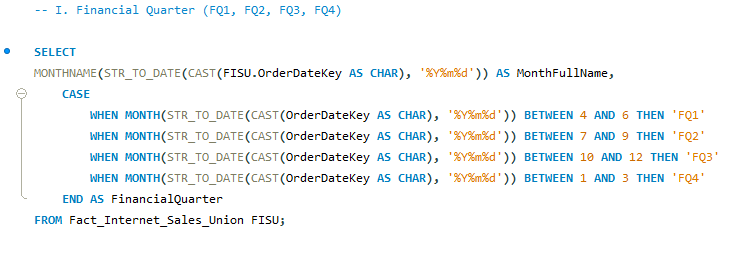 -- I. Financial Quarter (FQ1, FQ2, FQ3, FQ4)
SELECT
MONTHNAME(STR_TO_DATE(CAST(FISU.OrderDateKey AS CHAR), '%Y%m%d')) AS MonthFullName,
CASE
WHEN MONTH(STR_TO_DATE(CAST(OrderDateKey AS CHAR), '%Y%m%d')) BETWEEN 4 AND 6 THEN 'FQ1'
WHEN MONTH(STR_TO_DATE(CAST(OrderDateKey AS CHAR), '%Y%m%d')) BETWEEN 7 AND 9 THEN 'FQ2'
WHEN MONTH(STR_TO_DATE(CAST(OrderDateKey AS CHAR), '%Y%m%d')) BETWEEN 10 AND 12 THEN 'FQ3'
WHEN MONTH(STR_TO_DATE(CAST(OrderDateKey AS CHAR), '%Y%m%d')) BETWEEN 1 AND 3 THEN 'FQ4'
END AS FinancialQuarter
FROM Fact_Internet_Sales_Union FISU;